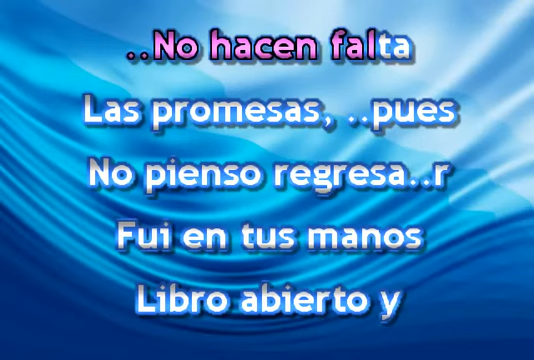 ..No hacen falta
Las promesas, ..pues
No pienso regresa..r
Fui en tus manos
Libro abierto y